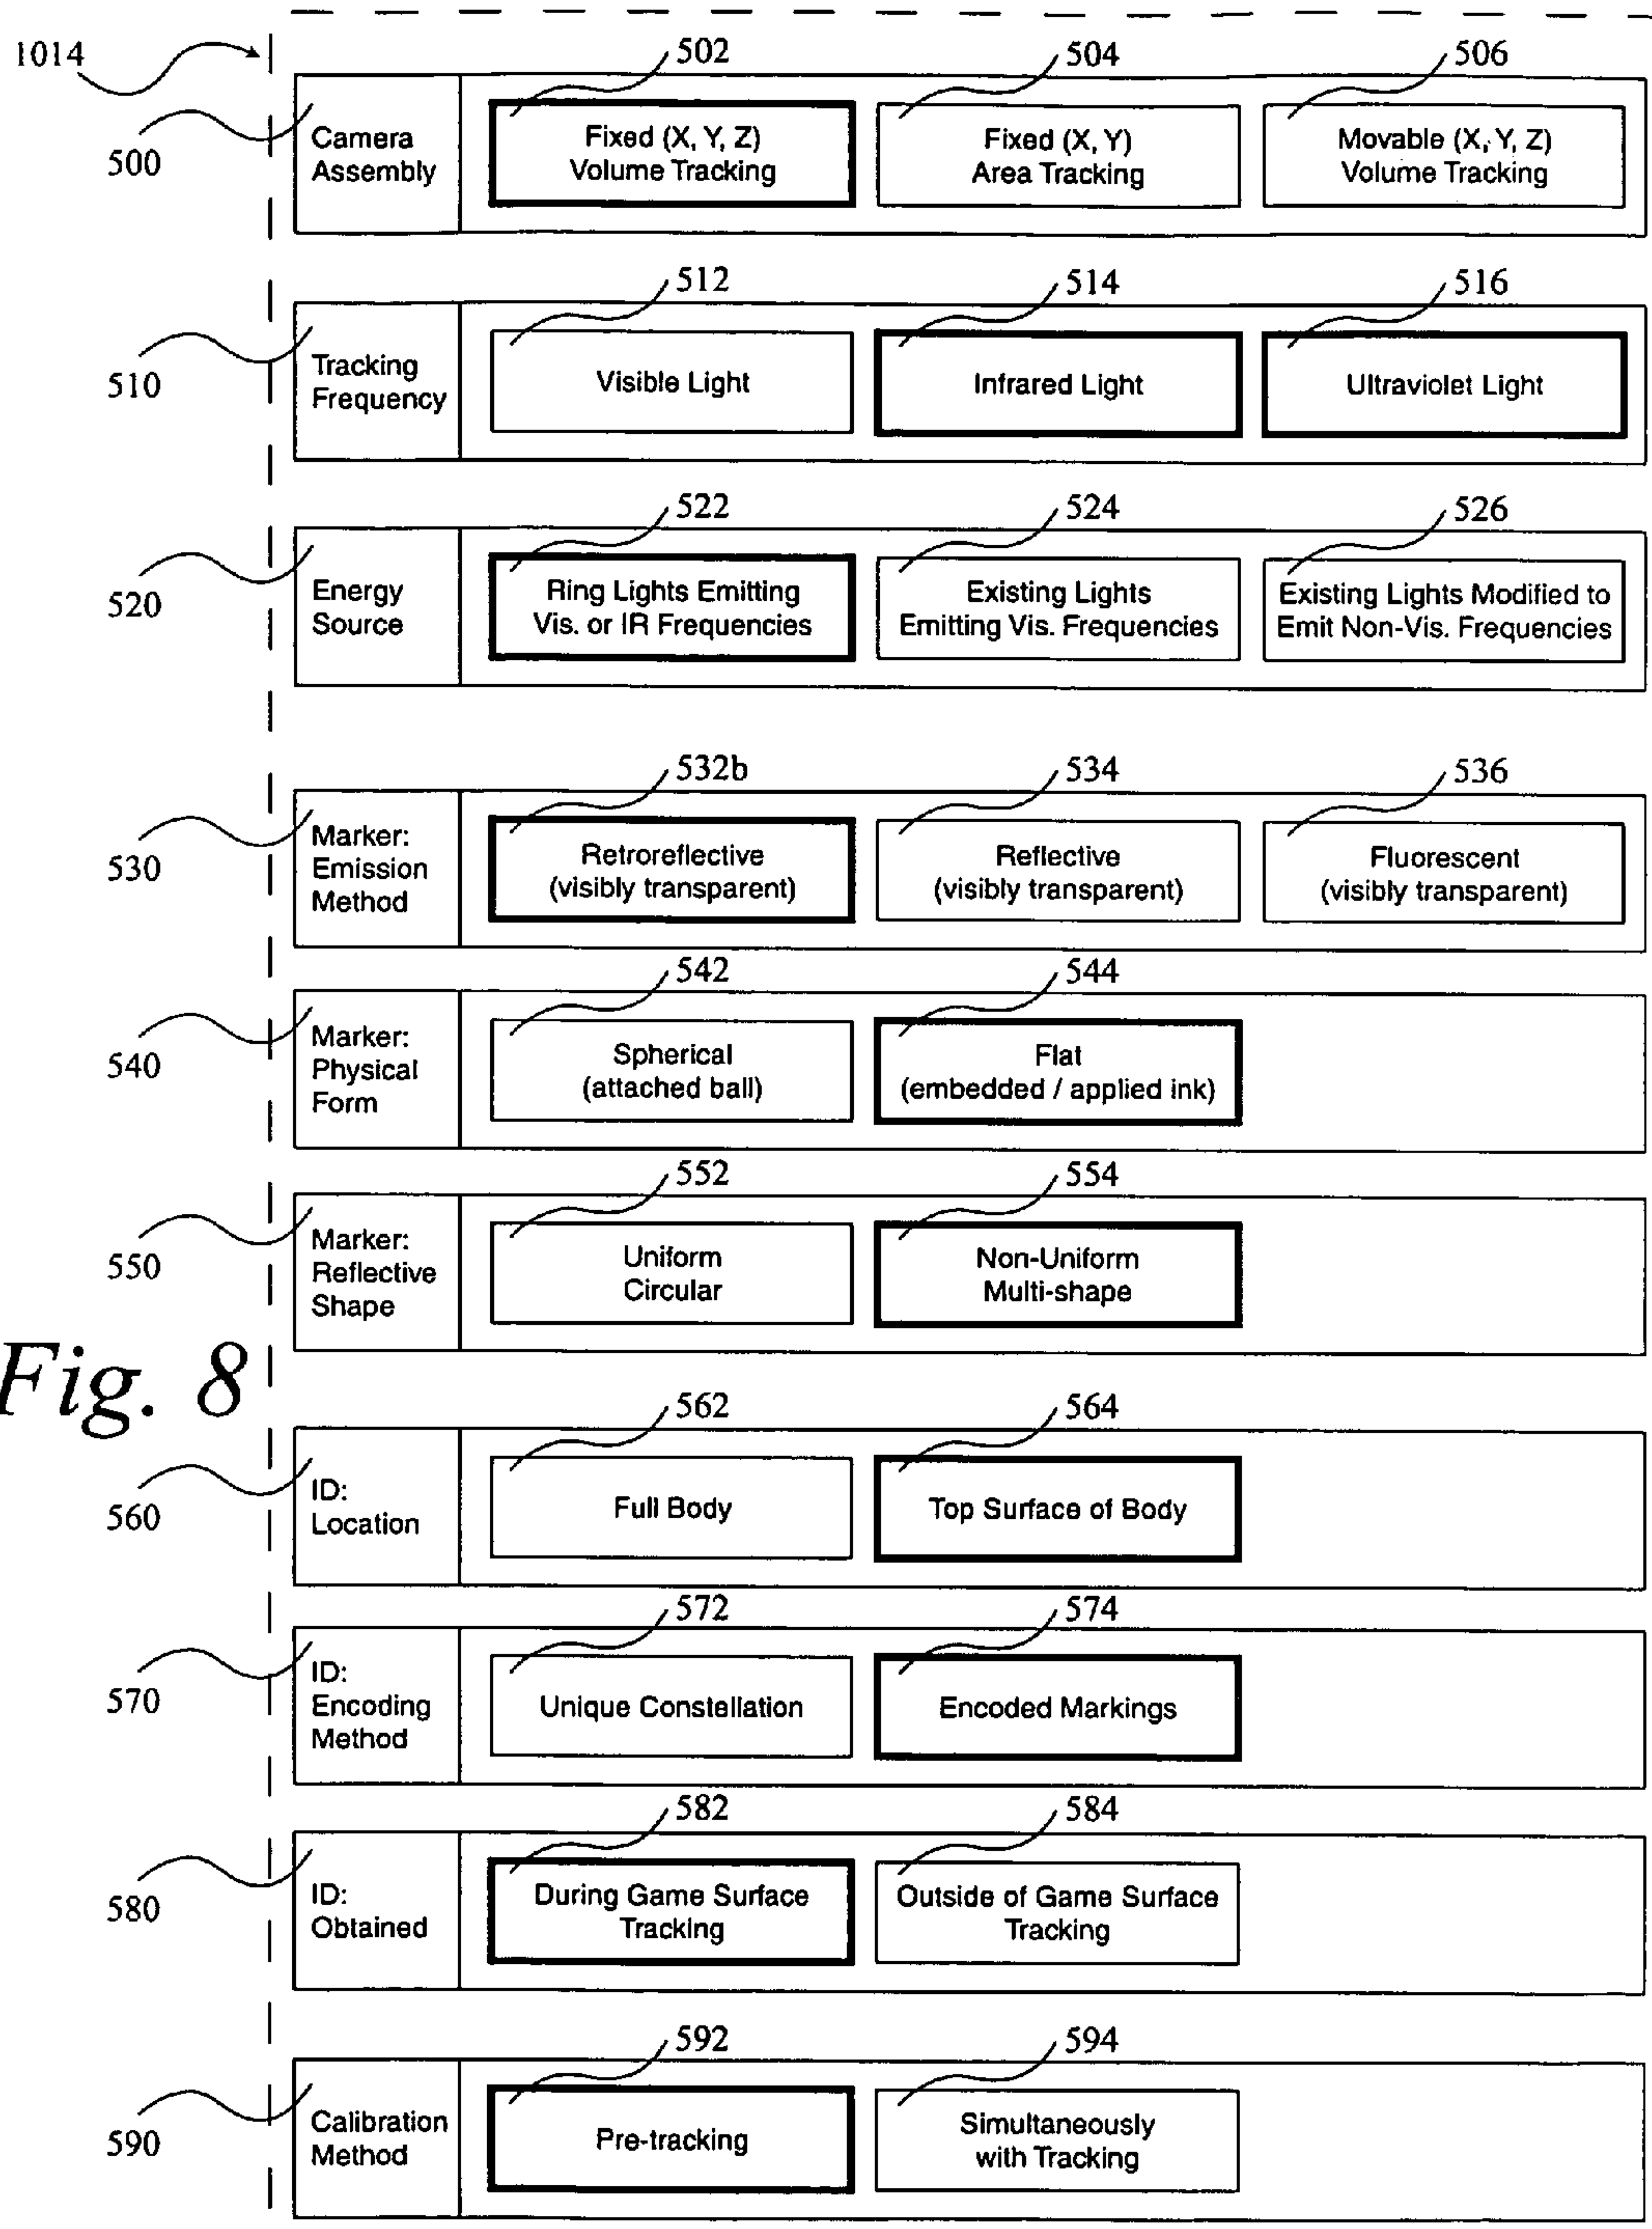 1014
502
504
506
500
Camera
Assembly
Fixed (X, Y, Z)
Volume Tracking
Fixed (X, Y)
Area Tracking
Movable (X, Y, Z)
Volume Tracking
512
514
516
510
Tracking
Frequency
Visible Light
Infrared Light
Ultraviolet Light
522
524
526
520
Energy
Source
Ring Lights Emitting
Vis. or IR Frequencies
Existing Lights
Emitting Vis. Frequencies
Existing Lights Modified to
Emit Non-Vis. Frequencies
532b
534
536
530
Marker:
Emission
Method
Retroreflective
(visibly transparent)
Reflective
(visibly transparent)
Fluorescent
(visibly transparent)
542
544
540
Marker:
Physical
Form
Spherical
(attached ball)
Flat
(embedded / applied ink)
552
554
550
Marker:
Reflective
Shape
Uniform
Circular
Non-Uniform
Multi-shape
Fig. 8
562
564
560
ID:
Location
Full Body
Top Surface of Body
572
574
570
ID:
Encoding
Method
Unique Constellation
Encoded Markings
582
584
580
ID:
Obtained
During Game Surface
Tracking
Outside of Game Surface
Tracking
592
594
590
Calibration
Method
Pre-tracking
Simultaneously
with Tracking